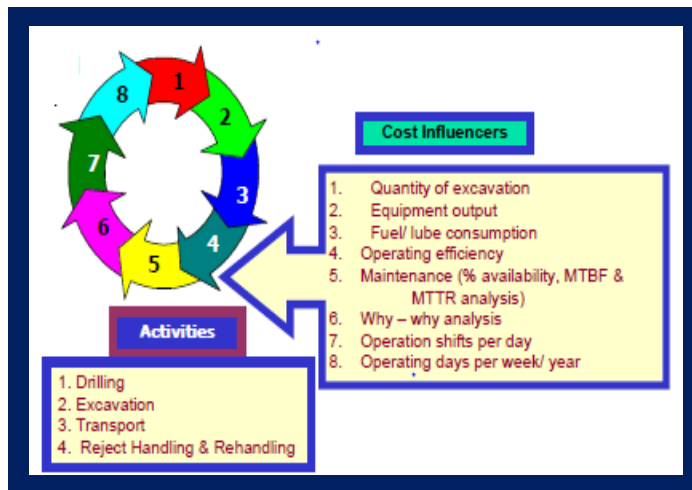 1
2
3
4
5
6
7
8
Cost Influencers
1. Quantity of excavation
2. Equipment output
3. Fuel/ lube consumption
4. Operating efficiency
5. Maintenance (% availability, MTBF &
MTTR analysis)
6. Why – why analysis
7. Operation shifts per day
8. Operating days per week/ year
Activities
1. Drilling
2. Excavation
3. Transport
4. Reject Handling & Rehandling